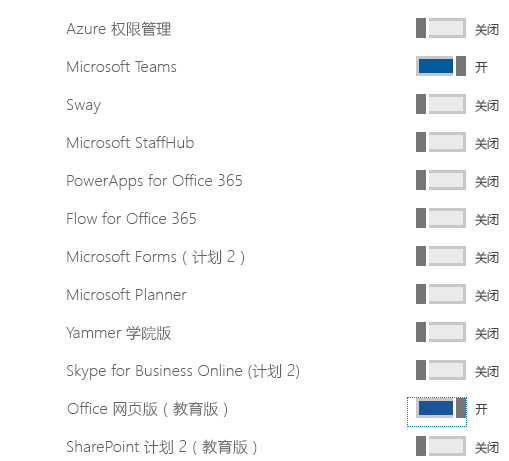 Azure 权限管理 关闭
Microsoft Teams 开
Sway 关闭
Microsoft StaffHub 关闭
PowerApps for Office 365 关闭
Flow for Office 365 关闭
Microsoft Forms（计划 2） 关闭
Microsoft Planner 关闭
Yammer 学院版 关闭
Skype for Business Online (计划 2) 关闭
Office 网页版（教育版） 开
SharePoint 计划 2（教育版） 关闭